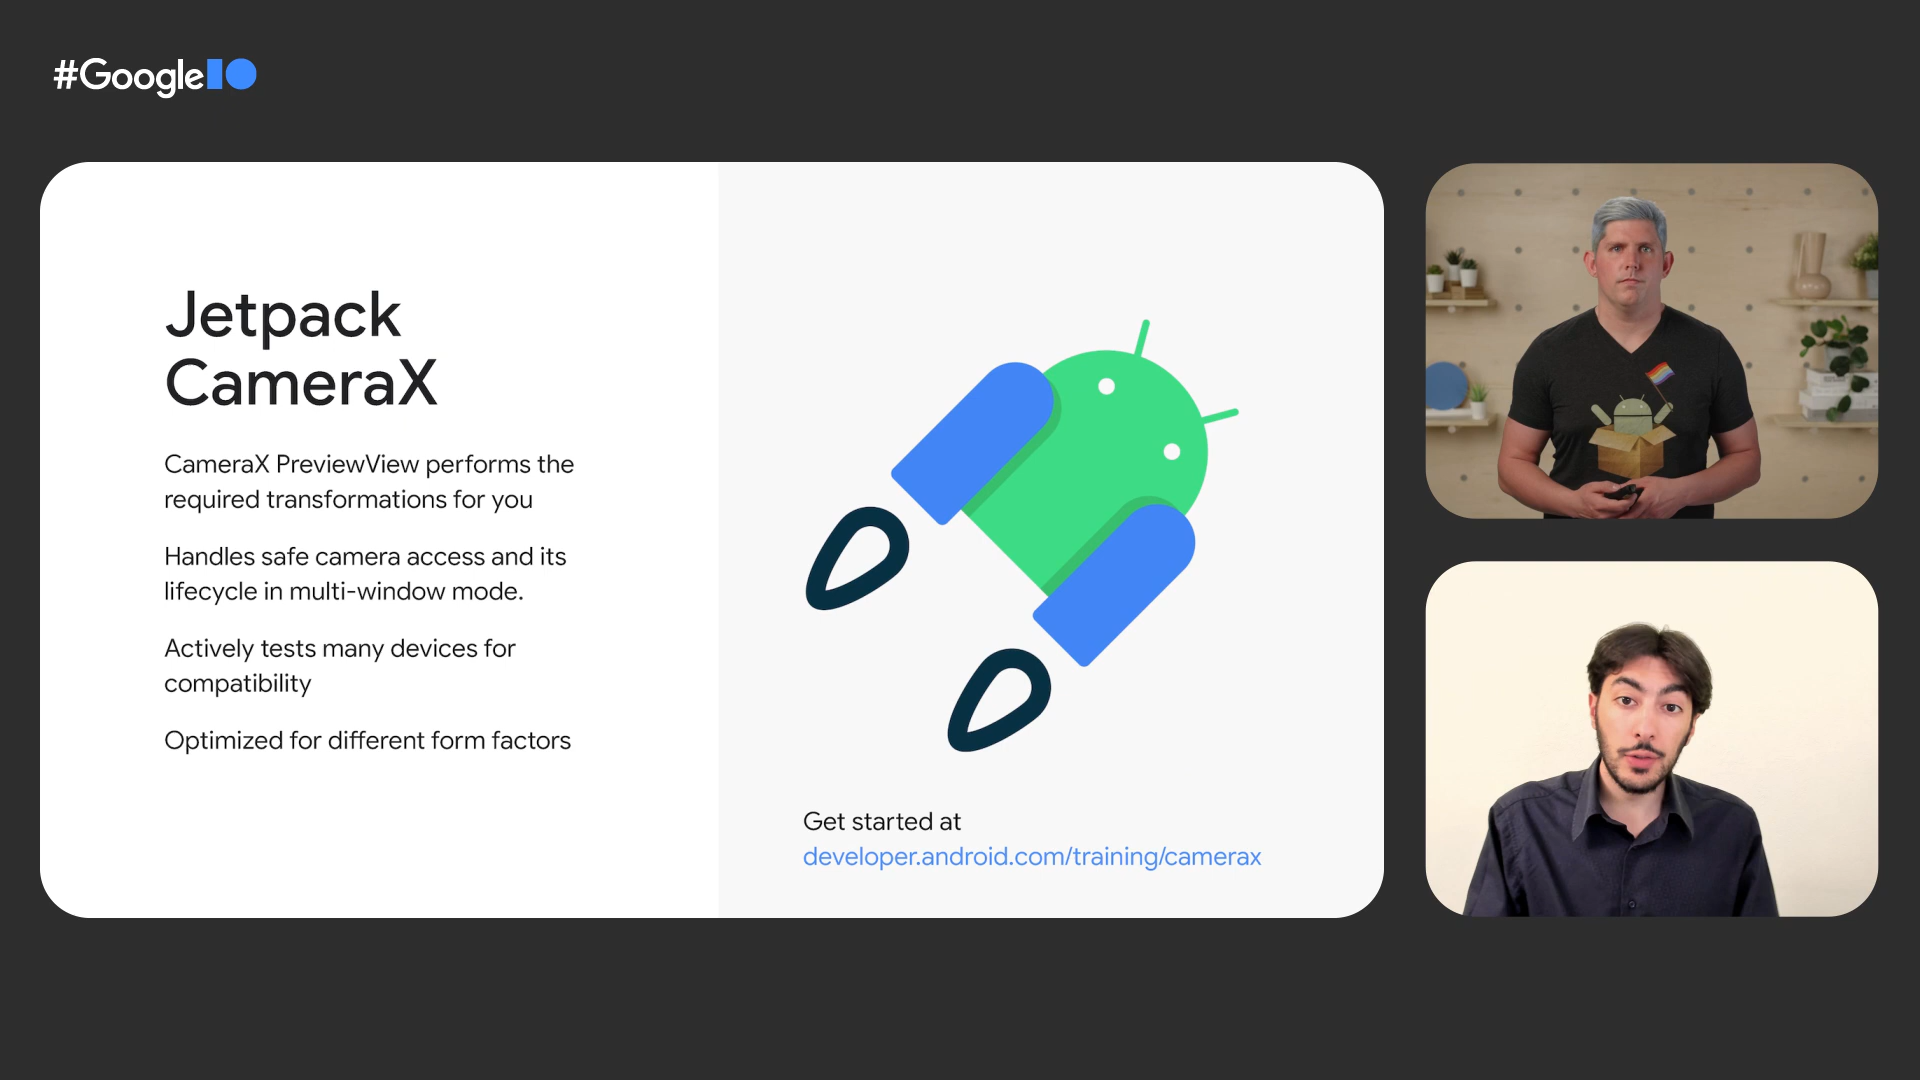 #GoogleIO
Jetpack
CameraX
CameraX PreviewView performs the
required transformations for you
Handles safe camera access and its
lifecycle in multi-window mode.
Actively tests many devices for
compatibility
Optimized for different form factors
Get started at
developer.android.com/training/camerax